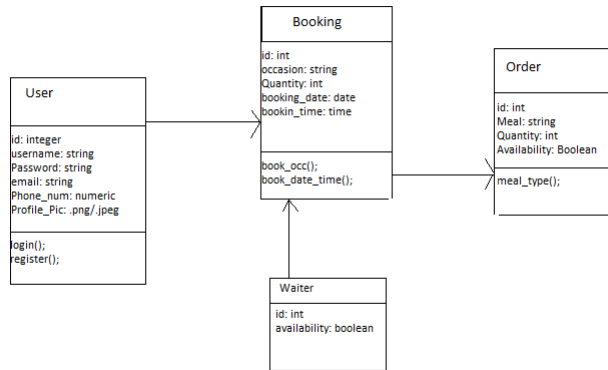 User
id: integer
username: string
Password: string
email: string
Phone_num: numeric
Profile_Pic: .png/.jpeg
login();
register();
Booking
id: int
occasion: string
Quantity: int
booking_date: date
bookin_time: time
book_occ();
book_date_time();
Order
id: int
Meal: string
Quantity: int
Availability: Boolean
meal_type();
Waiter
id: int
availability: boolean